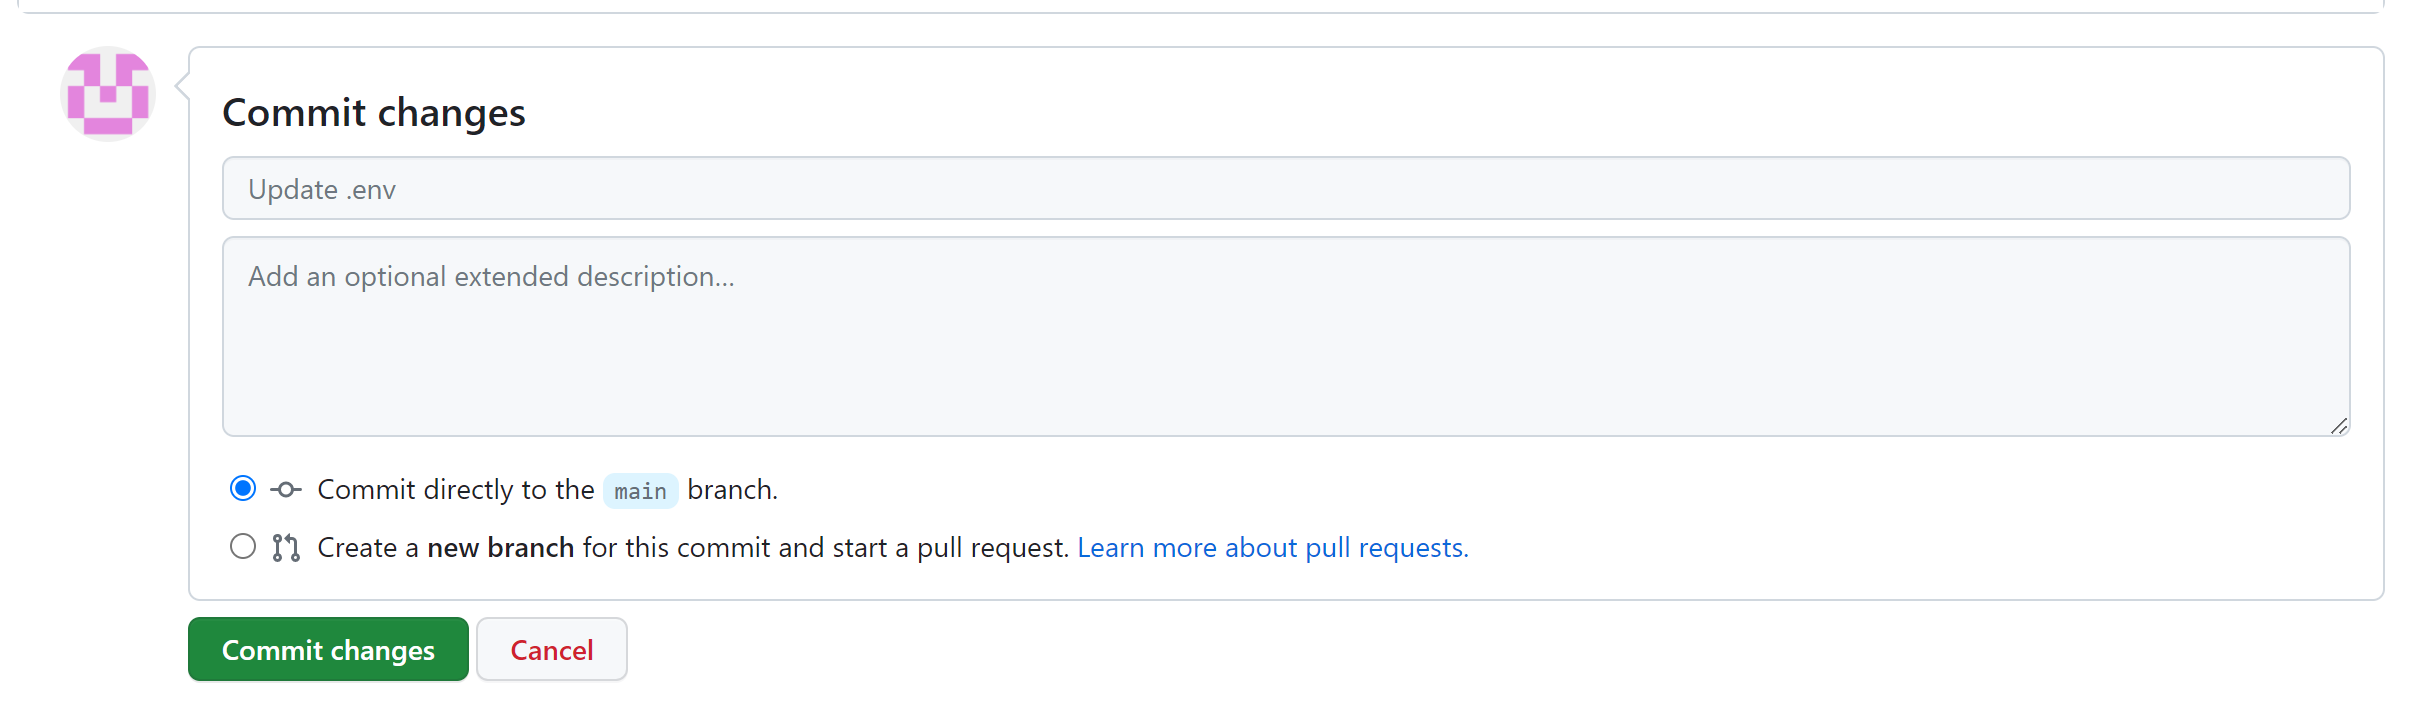 Commit changes
Update .env
Add an optional extended description...
Commit directly to the main branch.
Create a new branch for this commit and start a pull request. Learn more about pull requests.
Commit changes
Cancel